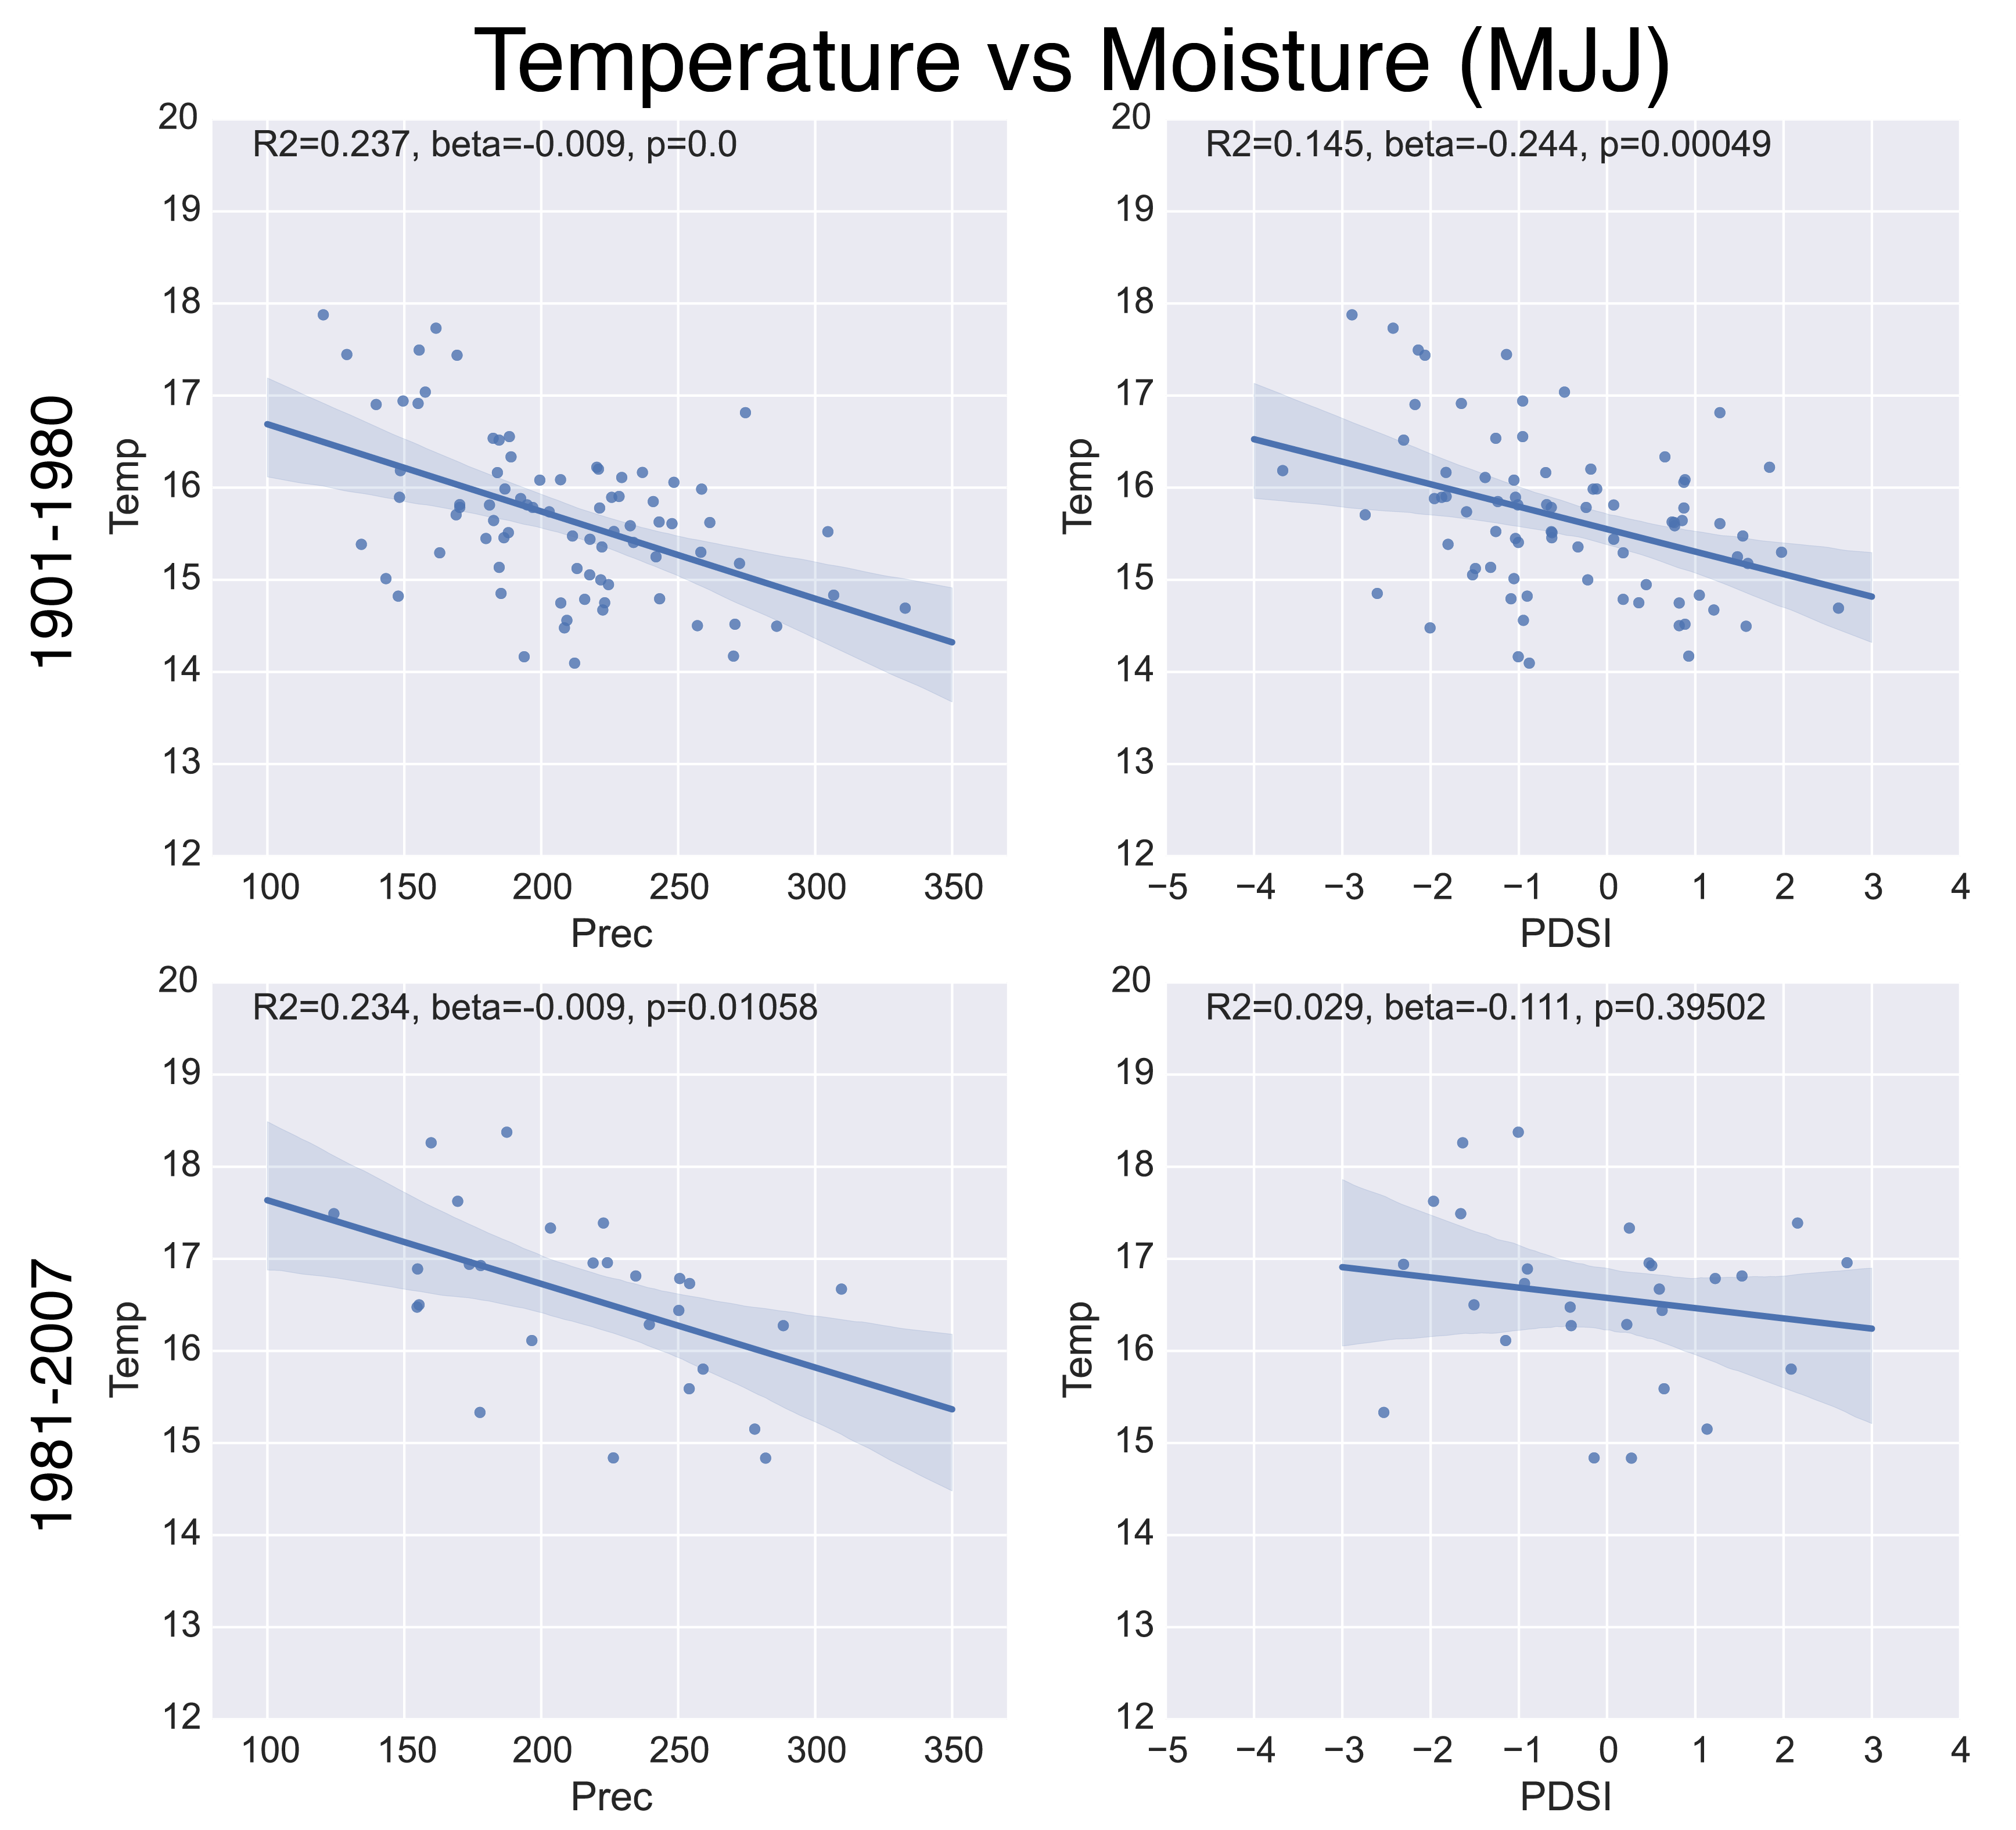 Temperature vs Moisture (MJJ)
1901-1980
R2=0.237, beta=-0.009, p=0.0
Temp
20
19
18
17
16
15
14
13
12
100 150 200 250 300 350
Prec
R2=0.145, beta=-0.244, p=0.00049
Temp
20
19
18
17
16
15
14
13
12
−5 −4 −3 −2 −1 0 1 2 3 4
PDSI
1981-2007
R2=0.234, beta=-0.009, p=0.01058
Temp
20
19
18
17
16
15
14
13
12
100 150 200 250 300 350
Prec
R2=0.029, beta=-0.111, p=0.39502
Temp
20
19
18
17
16
15
14
13
12
−5 −4 −3 −2 −1 0 1 2 3 4
PDSI